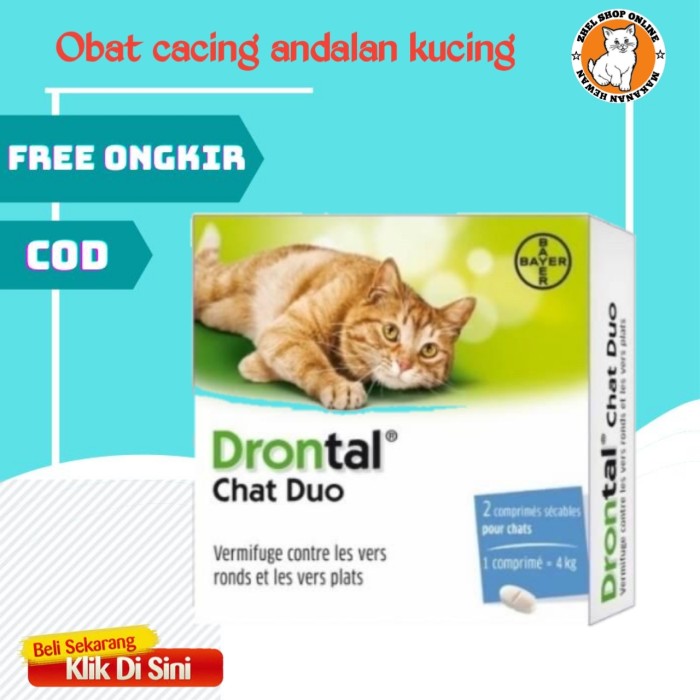 Obat cacing andalan kucing
ZHEL SHOP ONLINE
MAKANAN HEWAN
FREE ONGKIR
COD
BAYER
BAYER
Drontal®
Chat Duo
Vermifuge contre les vers
ronds et les vers plats
2 comprimés sécables
pour chats
1 comprimé = 4 kg
Drontal® Chat Duo
Vermifuge contre les vers ronds et les vers plats
Beli Sekarang
Klik Di Sini